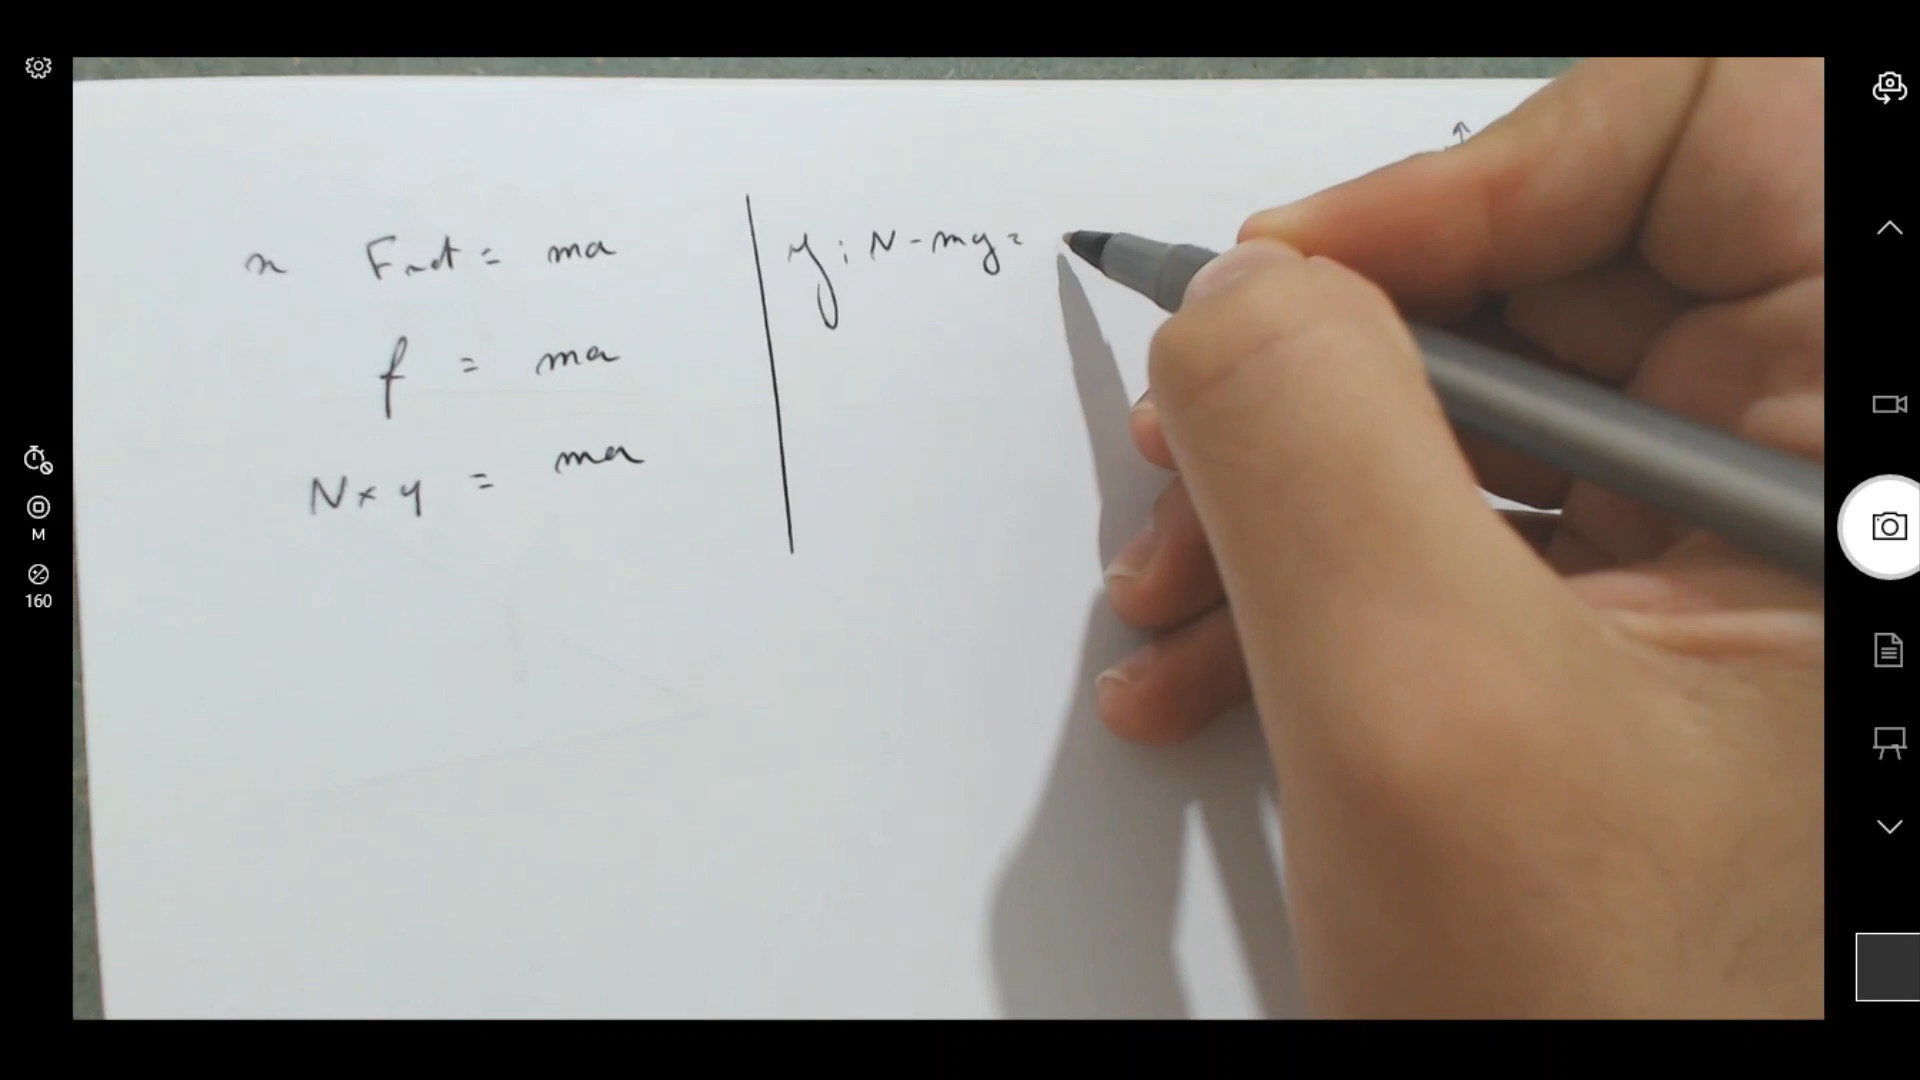 x Fnet = ma
f = ma
N × μ = ma
y: N - mg =
M
160